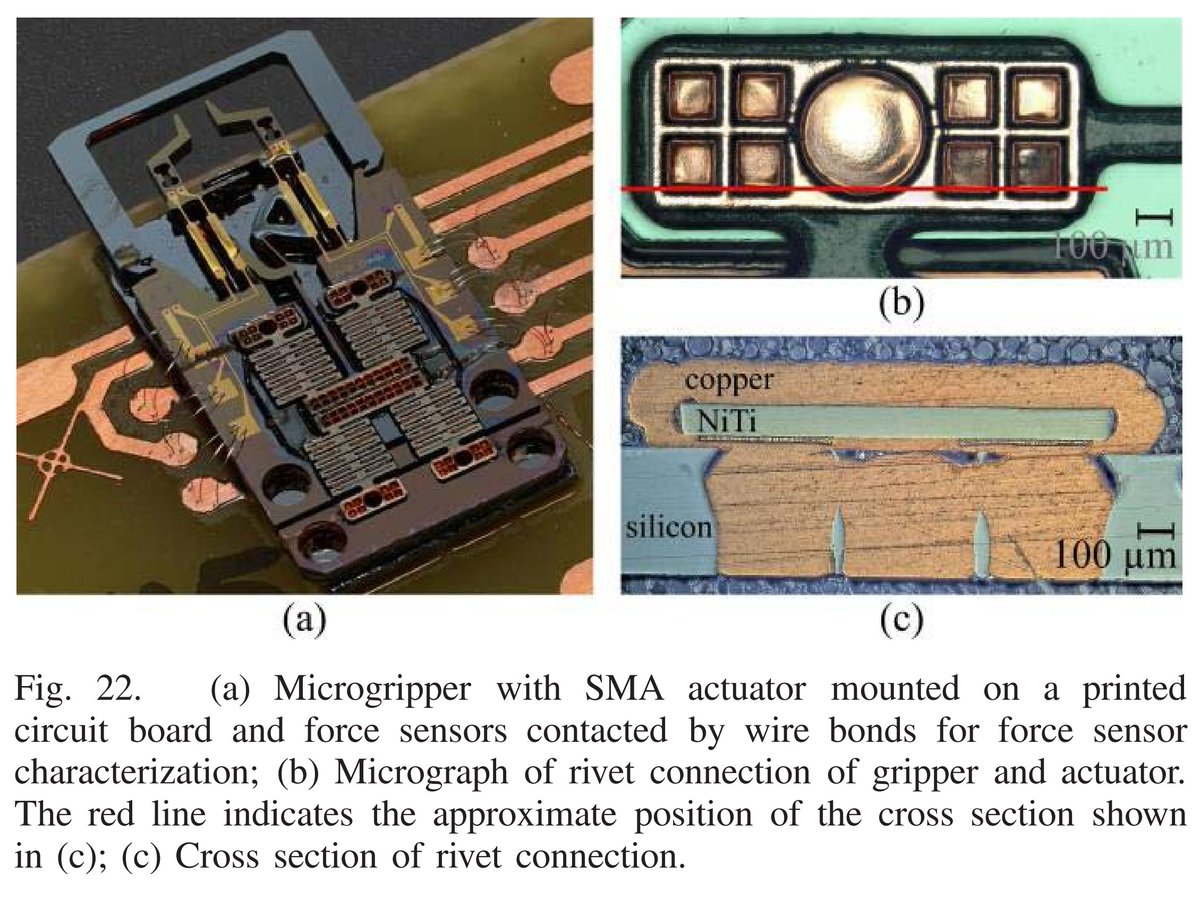 100 µm
(b)
copper
NiTi
silicon
100 µm
(a)
(c)
Fig. 22. (a) Microgripper with SMA actuator mounted on a printed
circuit board and force sensors contacted by wire bonds for force sensor
characterization; (b) Micrograph of rivet connection of gripper and actuator.
The red line indicates the approximate position of the cross section shown
in (c); (c) Cross section of rivet connection.